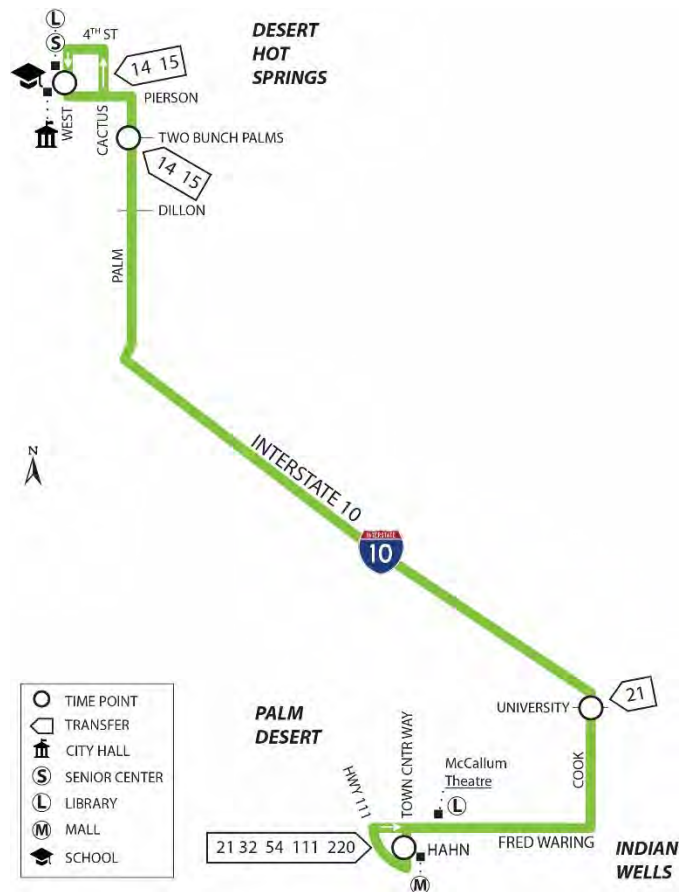 L
S
4TH ST
DESERT
HOT
SPRINGS
14 15
PIERSON
WEST
CACTUS
TWO BUNCH PALMS
14 15
DILLON
PALM
N
INTERSTATE 10
INTERSTATE
10
TIME POINT
TRANSFER
CITY HALL
S SENIOR CENTER
L LIBRARY
M MALL
SCHOOL
PALM
DESERT
UNIVERSITY
21
HWY 111
TOWN CNTR WAY
McCallum
Theatre
L
COOK
21 32 54 111 220
HAHN
FRED WARING
M
INDIAN
WELLS